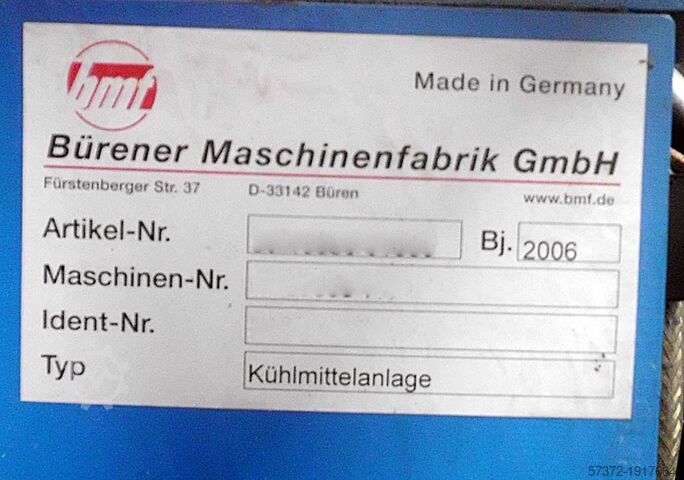 bmf
Made in Germany
Bürener Maschinenfabrik GmbH
Fürstenberger Str. 37 D-33142 Büren www.bmf.de
Artikel-Nr. Bj. 2006
Maschinen-Nr.
Ident-Nr.
Typ Kühlmittelanlage